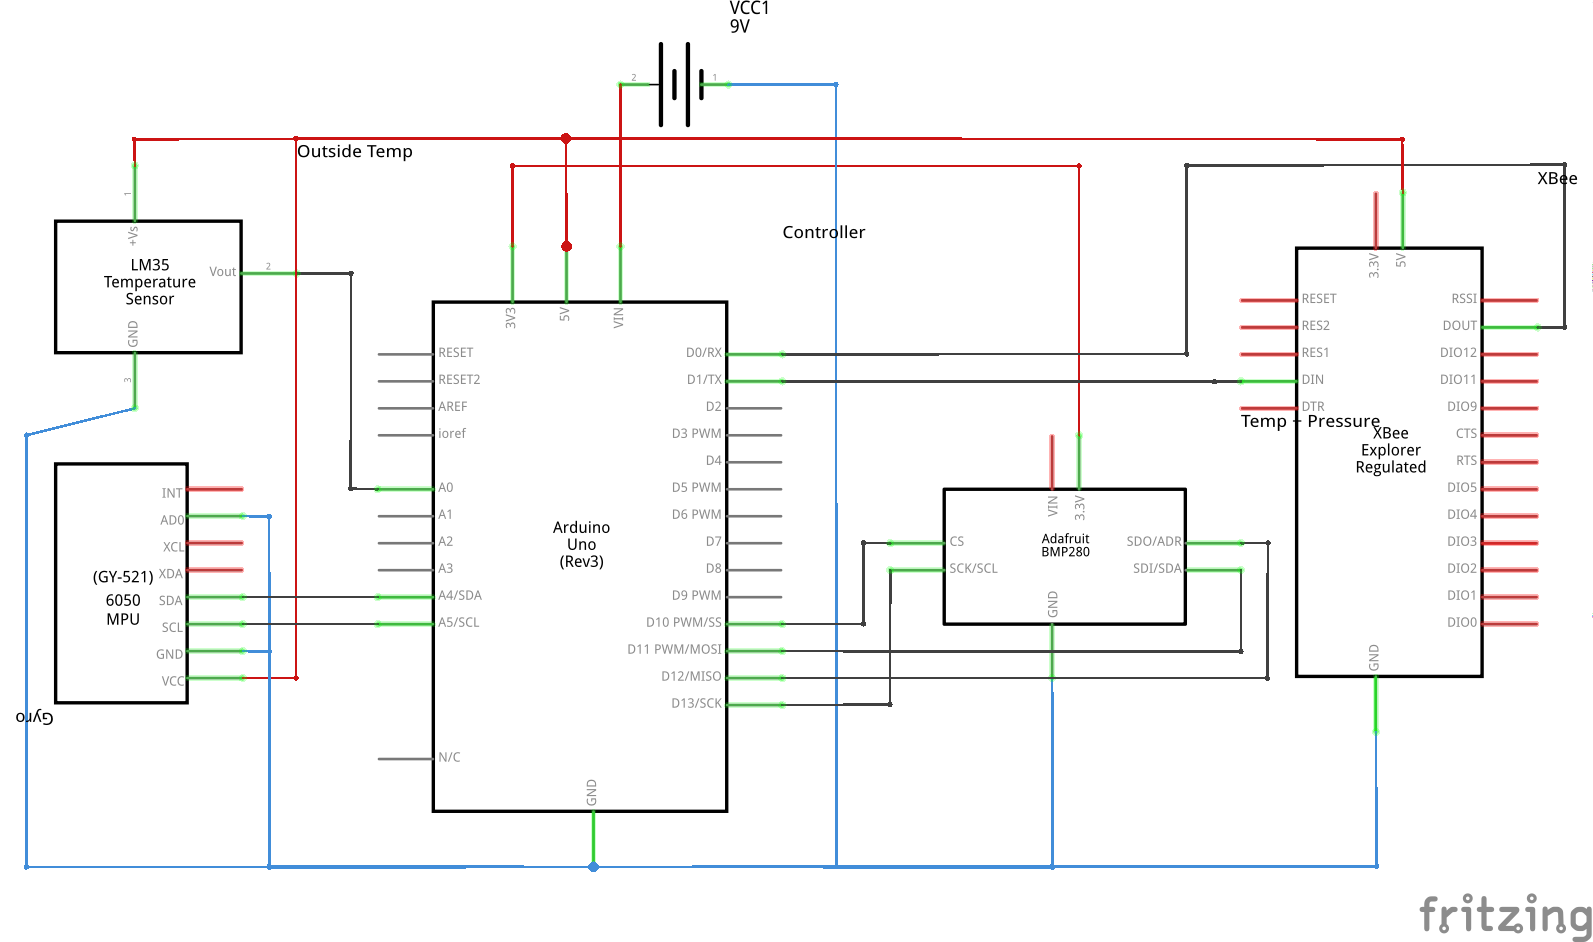 VCC1
9V
2
1
Outside Temp
XBee
1
+Vs
LM35
Temperature
Sensor
Vout
2
GND
3
Controller
3V3
5V
VIN
RESET
RESET2
AREF
ioref
A0
A1
A2
A3
A4/SDA
A5/SCL
N/C
Arduino
Uno
(Rev3)
D0/RX
D1/TX
D2
D3 PWM
D4
D5 PWM
D6 PWM
D7
D8
D9 PWM
D10 PWM/SS
D11 PWM/MOSI
D12/MISO
D13/SCK
GND
INT
AD0
XCL
XDA
SDA
SCL
GND
VCC
(GY-521)
6050
MPU
Gyro
VIN
3.3V
CS
SCK/SCL
Adafruit
BMP280
SDO/ADR
SDI/SDA
GND
3.3V
5V
RESET
RES2
RES1
DIN
DTR
Temp + Pressure
XBee
Explorer
Regulated
RSSI
DOUT
DIO12
DIO11
DIO9
CTS
RTS
DIO5
DIO4
DIO3
DIO2
DIO1
DIO0
GND
fritzing